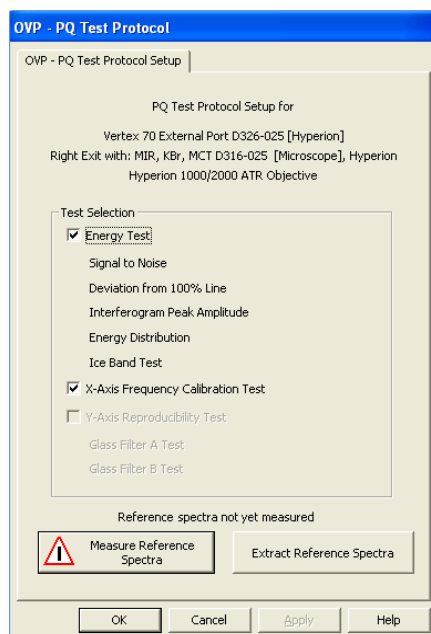 OVP - PQ Test Protocol
OVP - PQ Test Protocol Setup
PQ Test Protocol Setup for
Vertex 70 External Port D326-025 [Hyperion]
Right Exit with: MIR, KBr, MCT D316-025 [Microscope], Hyperion
Hyperion 1000/2000 ATR Objective
Test Selection
Energy Test
Signal to Noise
Deviation from 100% Line
Interferogram Peak Amplitude
Energy Distribution
Ice Band Test
X-Axis Frequency Calibration Test
Y-Axis Reproducibility Test
Glass Filter A Test
Glass Filter B Test
Reference spectra not yet measured
Measure Reference
Spectra
Extract Reference Spectra
OK Cancel Apply Help